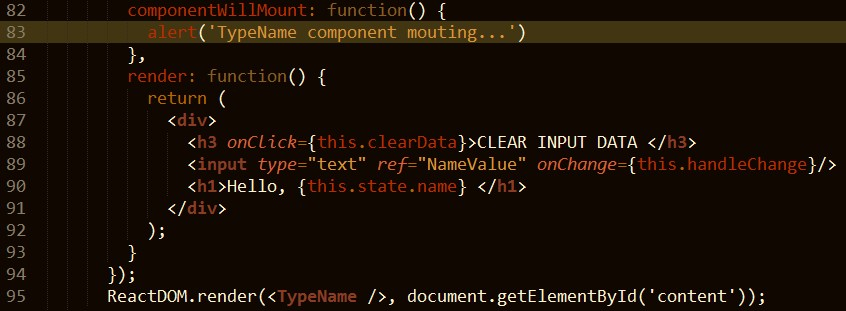 82 componentWillMount: function() {
83 alert('TypeName component mouting...')
84 },
85 render: function() {
86 return (
87 <div>
88 <h3 onClick={this.clearData}>CLEAR INPUT DATA </h3>
89 <input type="text" ref="NameValue" onChange={this.handleChange}/>
90 <h1>Hello, {this.state.name} </h1>
91 </div>
92 );
93 }
94 });
95 ReactDOM.render(<TypeName />, document.getElementById('content'));